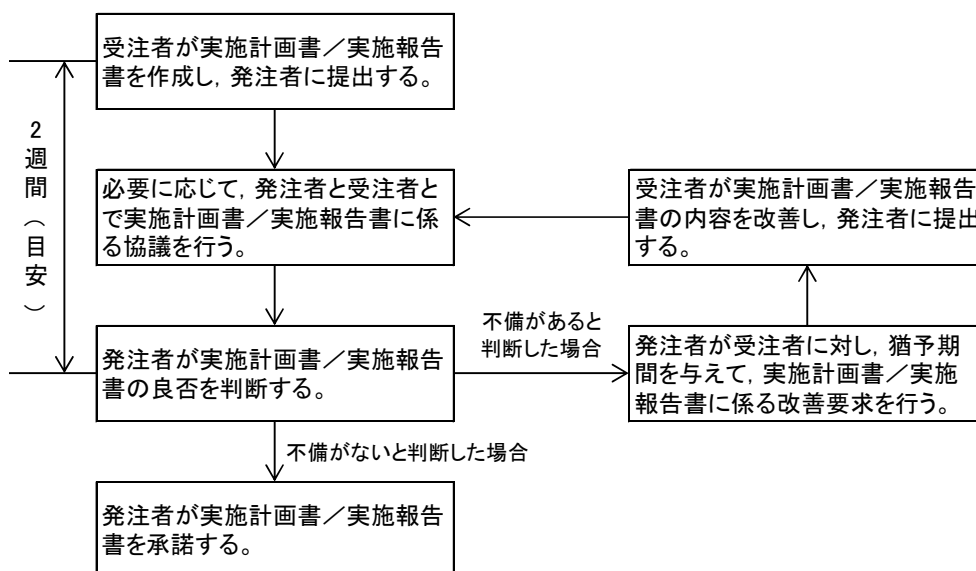 受注者が実施計画書／実施報告
書を作成し，発注者に提出する。
2週間（目安）
必要に応じて，発注者と受注者と
で実施計画書／実施報告書に係
る協議を行う。
受注者が実施計画書／実施報告
書の内容を改善し，発注者に提出
する。
発注者が実施計画書／実施報告
書の良否を判断する。
不備があると
判断した場合
発注者が受注者に対し，猶予期
間を与えて，実施計画書／実施
報告書に係る改善要求を行う。
不備がないと判断した場合
発注者が実施計画書／実施報告
書を承諾する。